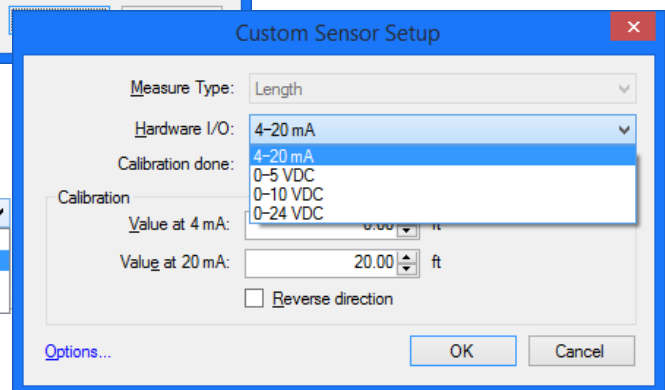 Custom Sensor Setup
Measure Type: Length
Hardware I/O: 4-20 mA
4-20 mA
Calibration done:
0-5 VDC
0-10 VDC
0-24 VDC
Calibration
Value at 4 mA: 0.00 ft
Value at 20 mA: 20.00 ft
Reverse direction
Options...
OK Cancel